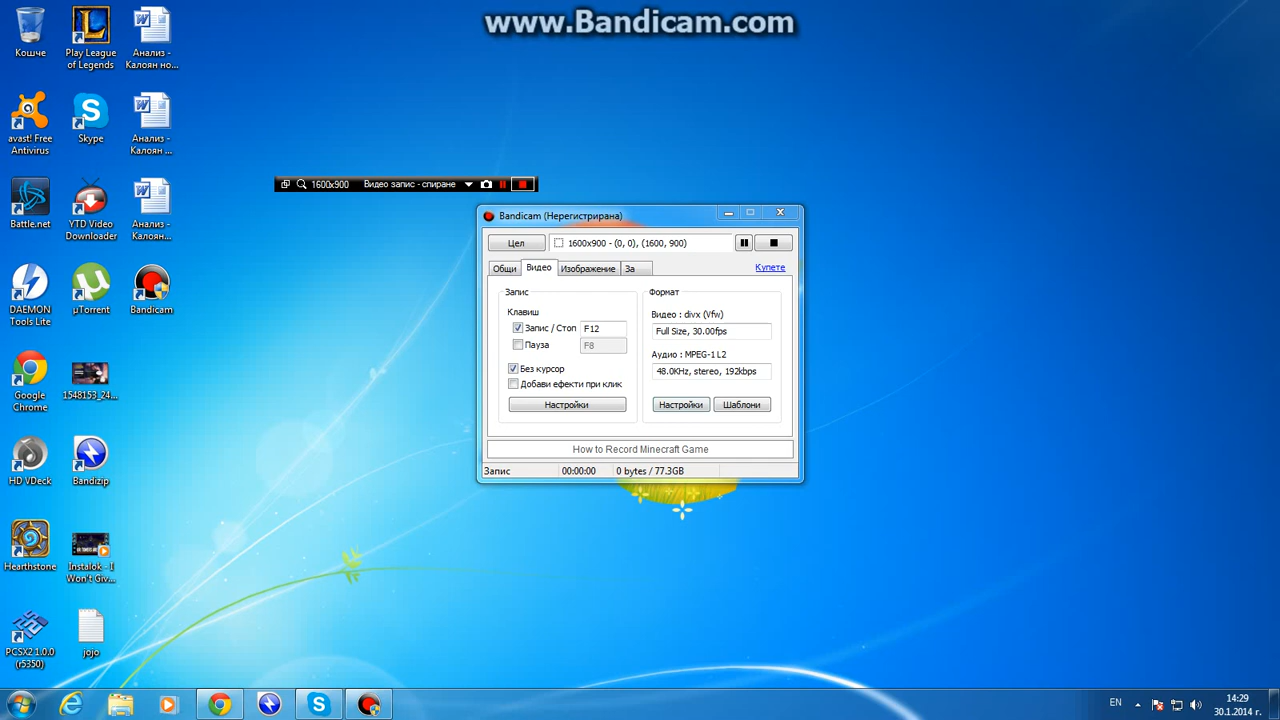 www.Bandicam.com
Кошче
Play League
of Legends
Анализ -
Калоян но...
avast! Free
Antivirus
Skype
Анализ -
Калоян ...
Battle.net
YTD Video
Downloader
Анализ -
Калоян...
DAEMON
Tools Lite
µTorrent
Bandicam
Google
Chrome
1548153_24...
HD VDeck
Bandizip
Hearthstone
Instalok - I
Won't Giv...
PCSX2 1.0.0
(r5350)
jojo
1600x900 Видео запис - спиране
Bandicam (Нерегистрирана)
Цел 1600x900 - (0, 0), (1600, 900)
Общи Видео Изображение За Купете
Запис
Клавиш
Запис / Стоп F12
Пауза F8
Без курсор
Добави ефекти при клик
Настройки
Формат
Видео : divx (Vfw)
Full Size, 30.00fps
Аудио : MPEG-1 L2
48.0KHz, stereo, 192kbps
Настройки Шаблони
How to Record Minecraft Game
Запис 00:00:00 0 bytes / 77.3GB
EN
14:29
30.1.2014 г.